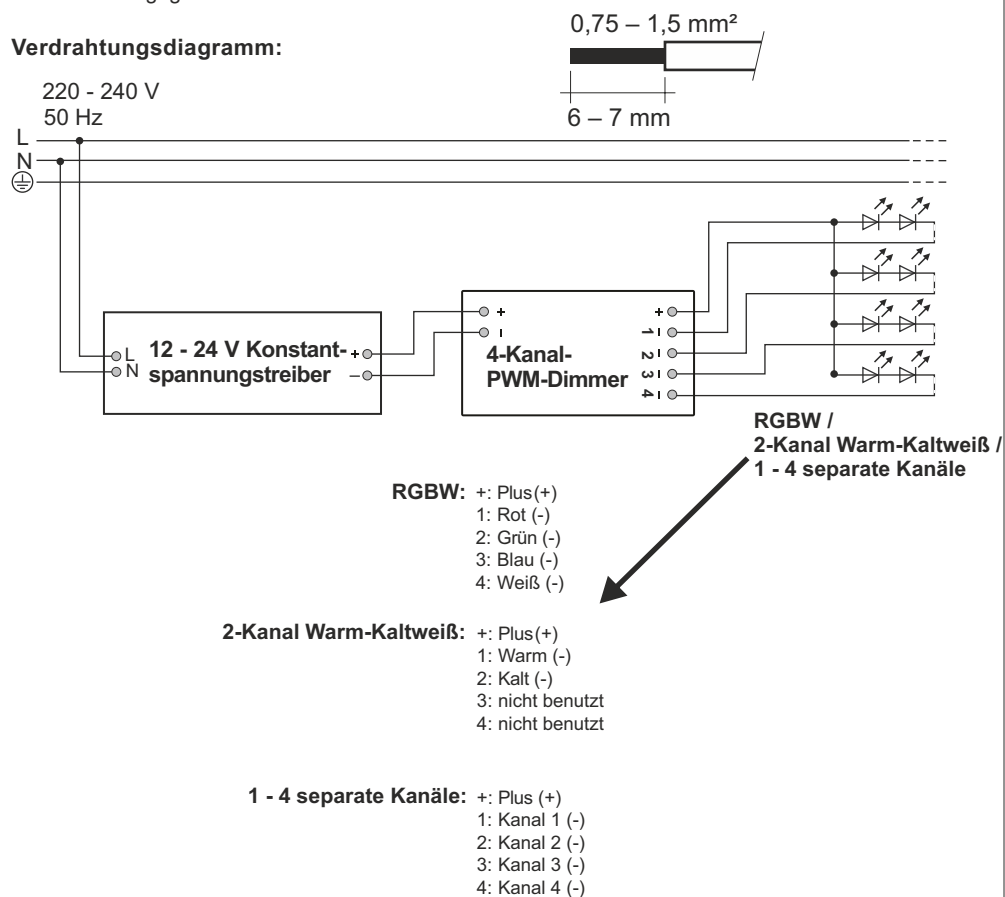 0,75 – 1,5 mm²
Verdrahtungsdiagramm:
220 - 240 V
50 Hz
6 – 7 mm
L
N
12 - 24 V Konstant-
spannungstreiber
L
N
+
–
+
-
4-Kanal-
PWM-Dimmer
+
1 -
2 -
3 -
4 -
RGBW /
2-Kanal Warm-Kaltweiß /
1 - 4 separate Kanäle
RGBW: +: Plus(+)
1: Rot (-)
2: Grün (-)
3: Blau (-)
4: Weiß (-)
2-Kanal Warm-Kaltweiß: +: Plus(+)
1: Warm (-)
2: Kalt (-)
3: nicht benutzt
4: nicht benutzt
1 - 4 separate Kanäle: +: Plus (+)
1: Kanal 1 (-)
2: Kanal 2 (-)
3: Kanal 3 (-)
4: Kanal 4 (-)